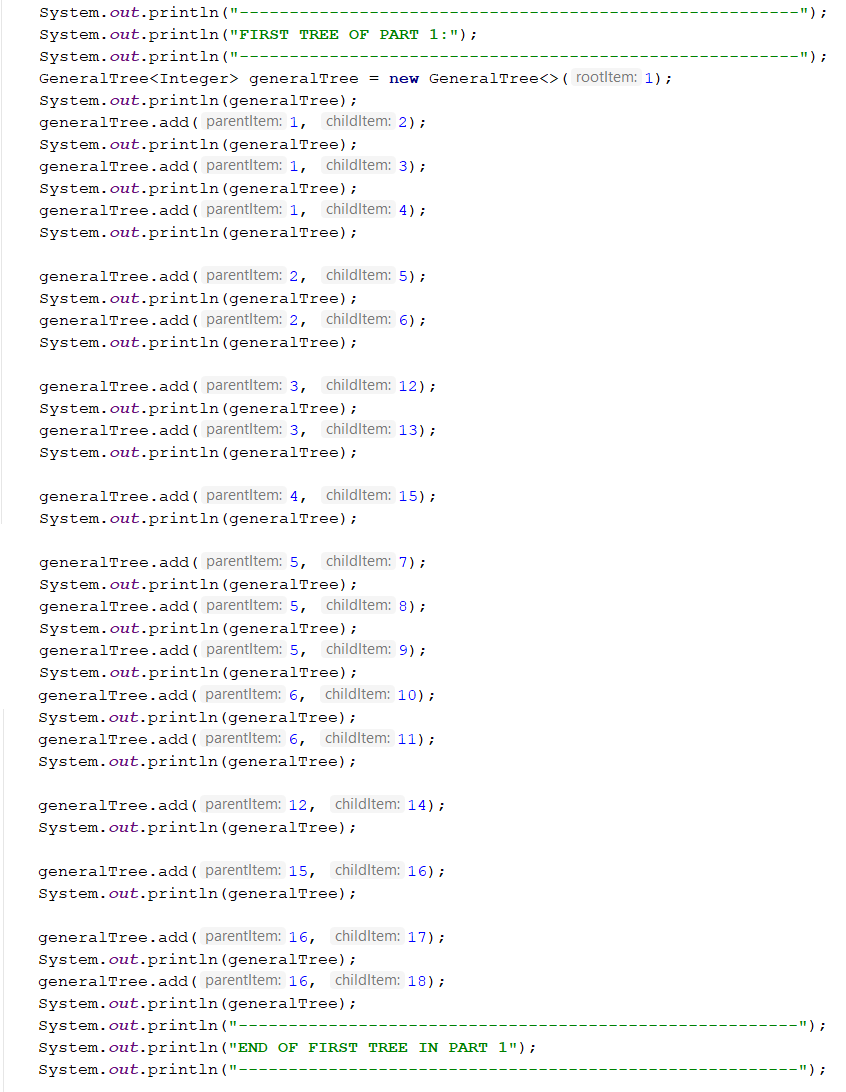 System.out.println("--------------------------------------------------------");
System.out.println("FIRST TREE OF PART 1:");
System.out.println("--------------------------------------------------------");
GeneralTree<Integer> generalTree = new GeneralTree<>( rootItem: 1);
System.out.println(generalTree);
generalTree.add( parentItem: 1, childItem: 2);
System.out.println(generalTree);
generalTree.add( parentItem: 1, childItem: 3);
System.out.println(generalTree);
generalTree.add( parentItem: 1, childItem: 4);
System.out.println(generalTree);
generalTree.add( parentItem: 2, childItem: 5);
System.out.println(generalTree);
generalTree.add( parentItem: 2, childItem: 6);
System.out.println(generalTree);
generalTree.add( parentItem: 3, childItem: 12);
System.out.println(generalTree);
generalTree.add( parentItem: 3, childItem: 13);
System.out.println(generalTree);
generalTree.add( parentItem: 4, childItem: 15);
System.out.println(generalTree);
generalTree.add( parentItem: 5, childItem: 7);
System.out.println(generalTree);
generalTree.add( parentItem: 5, childItem: 8);
System.out.println(generalTree);
generalTree.add( parentItem: 5, childItem: 9);
System.out.println(generalTree);
generalTree.add( parentItem: 6, childItem: 10);
System.out.println(generalTree);
generalTree.add( parentItem: 6, childItem: 11);
System.out.println(generalTree);
generalTree.add( parentItem: 12, childItem: 14);
System.out.println(generalTree);
generalTree.add( parentItem: 15, childItem: 16);
System.out.println(generalTree);
generalTree.add( parentItem: 16, childItem: 17);
System.out.println(generalTree);
generalTree.add( parentItem: 16, childItem: 18);
System.out.println(generalTree);
System.out.println("--------------------------------------------------------");
System.out.println("END OF FIRST TREE IN PART 1");
System.out.println("--------------------------------------------------------");